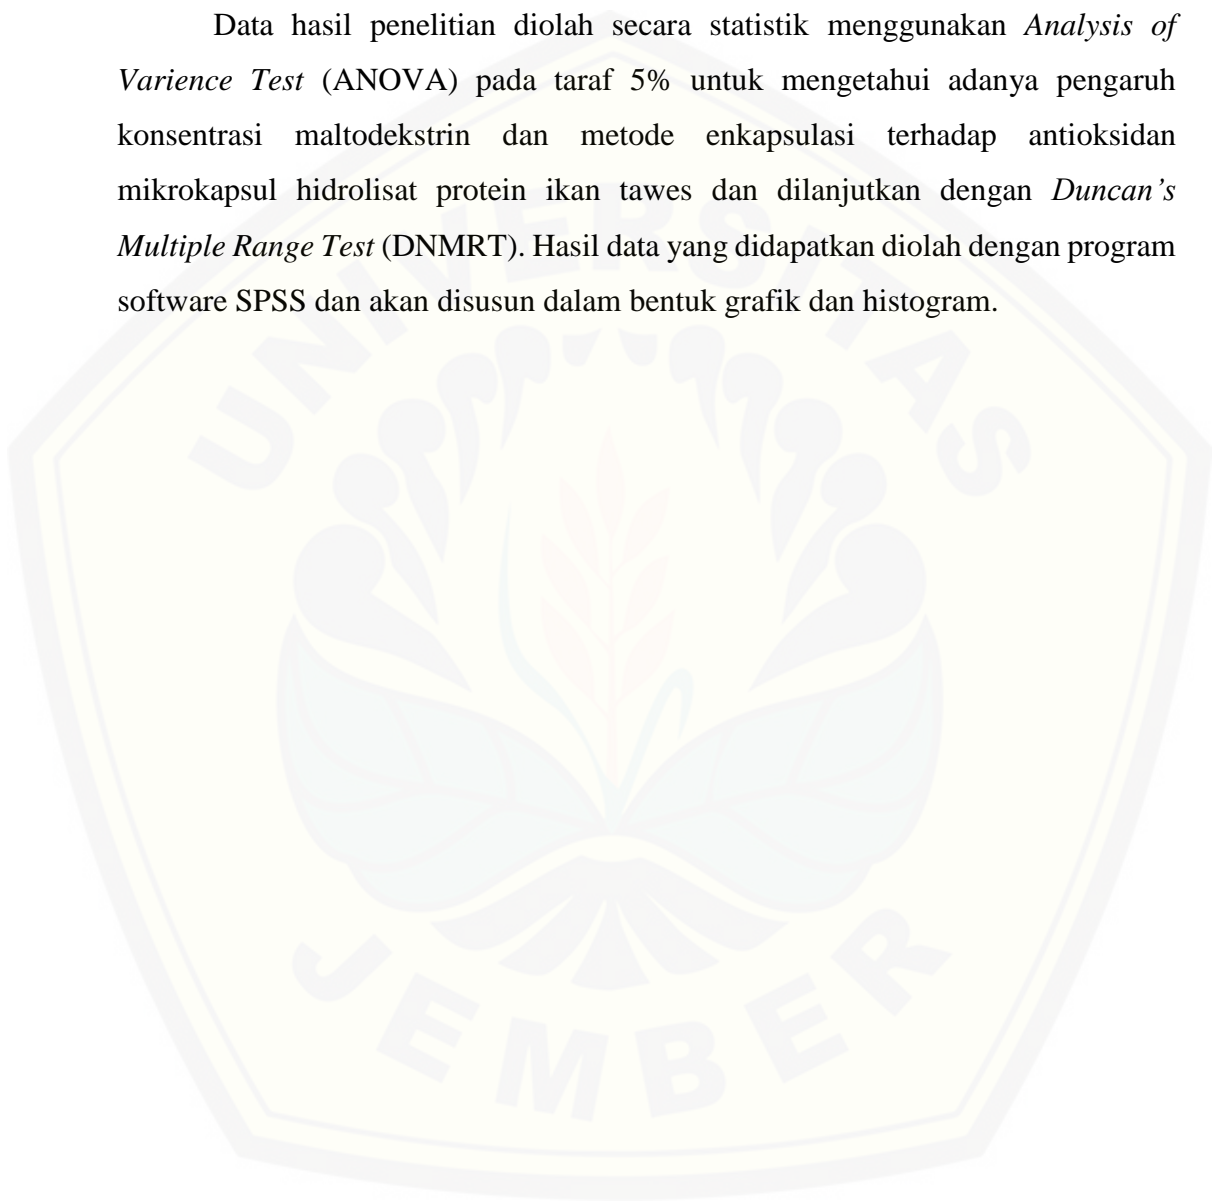 Data hasil penelitian diolah secara statistik menggunakan Analysis of
Varience Test (ANOVA) pada taraf 5% untuk mengetahui adanya pengaruh
konsentrasi maltodekstrin dan metode enkapsulasi terhadap antioksidan
mikrokapsul hidrolisat protein ikan tawes dan dilanjutkan dengan Duncan’s
Multiple Range Test (DNMRT). Hasil data yang didapatkan diolah dengan program
software SPSS dan akan disusun dalam bentuk grafik dan histogram.
UNIVERSITAS
JEMBER